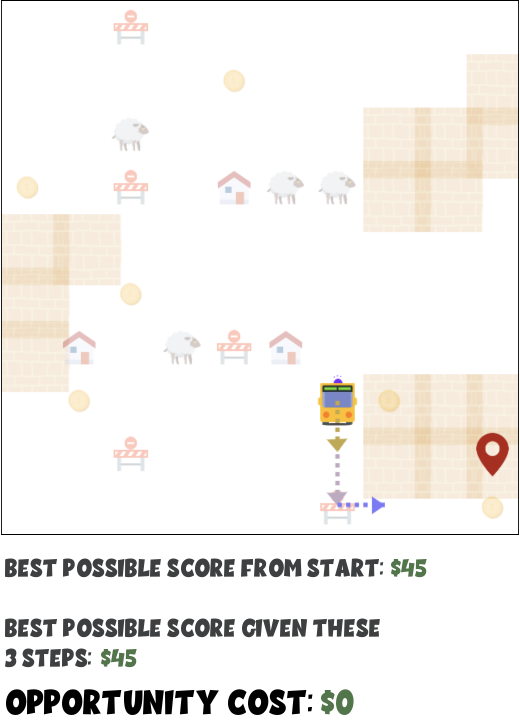 BEST POSSIBLE SCORE FROM START: $45
BEST POSSIBLE SCORE GIVEN THESE
3 STEPS: $45
OPPORTUNITY COST: $0